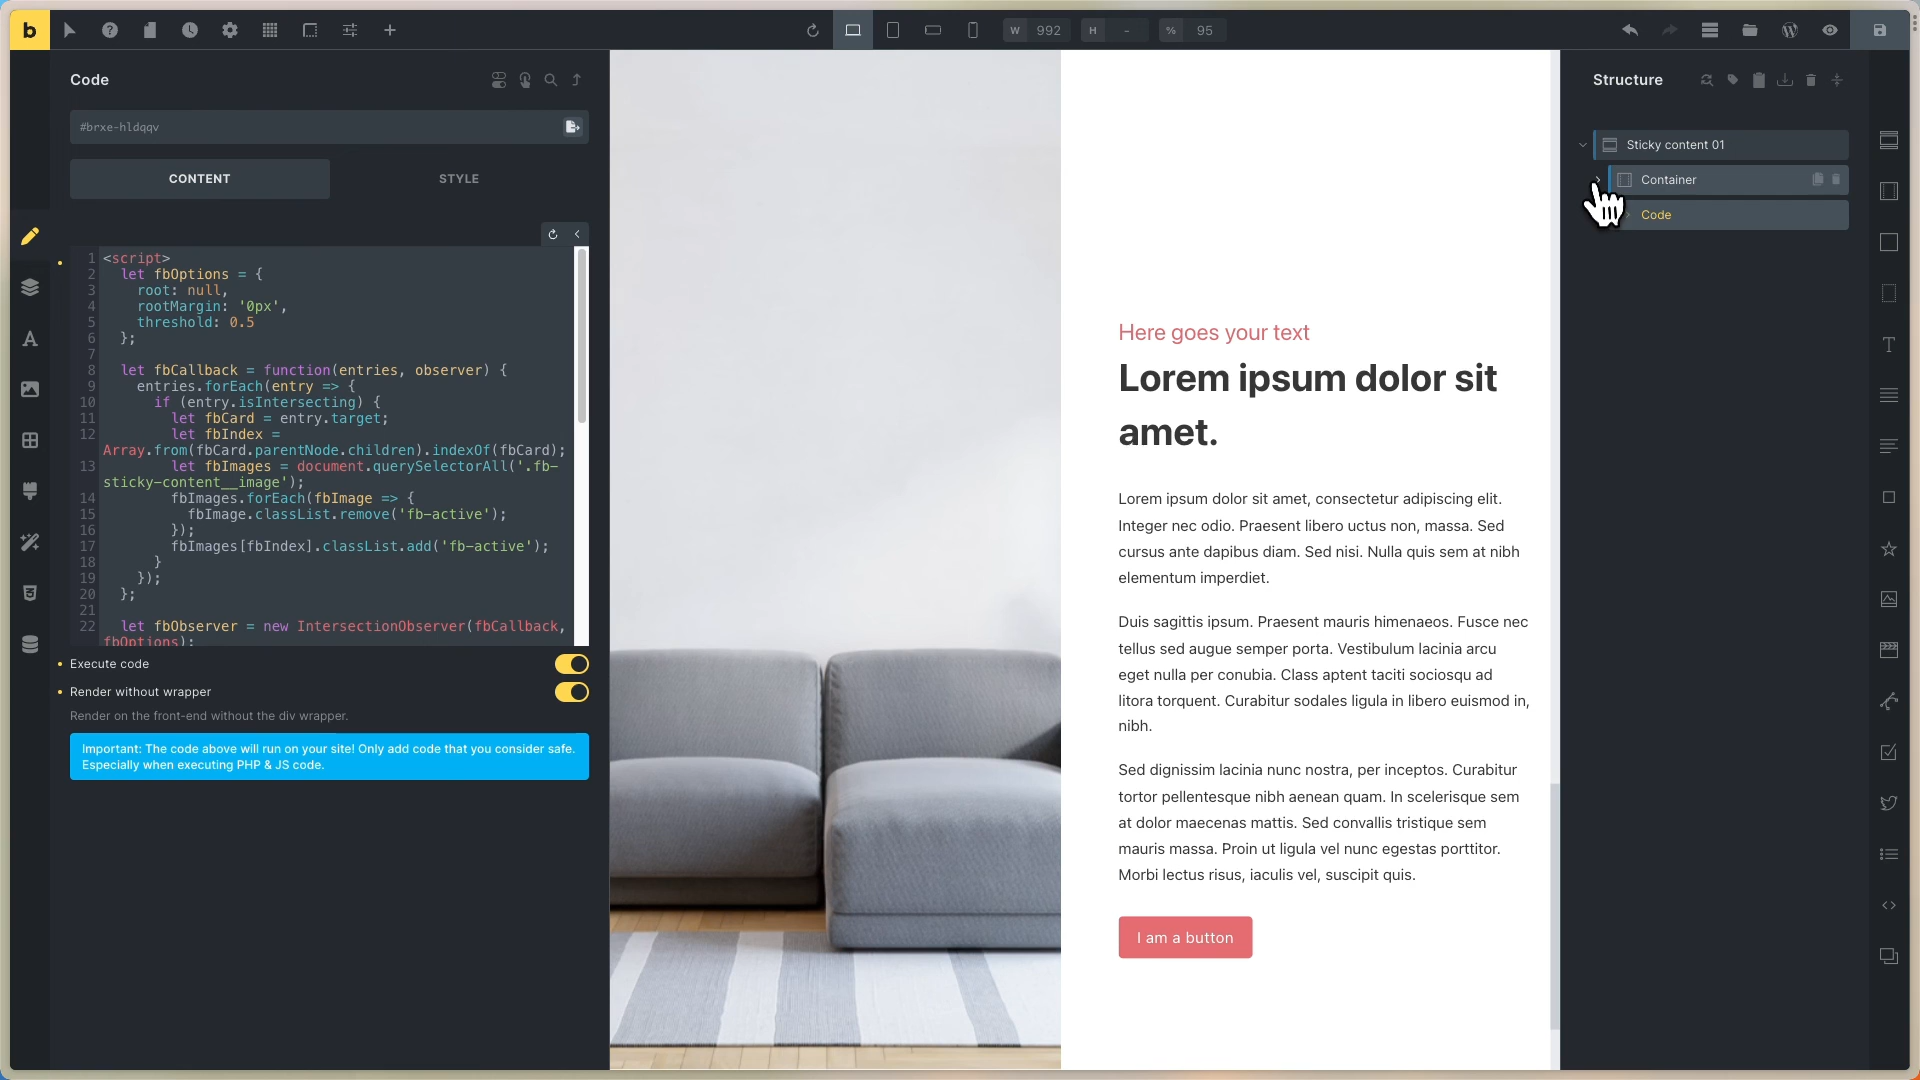 b
W 992
H -
% 95
Code
#brxe-hldqqv
CONTENT
STYLE
1 <script>
2 let fbOptions = {
3 root: null,
4 rootMargin: '0px',
5 threshold: 0.5
6 };
7
8 let fbCallback = function(entries, observer) {
9 entries.forEach(entry => {
10 if (entry.isIntersecting) {
11 let fbCard = entry.target;
12 let fbIndex =
Array.from(fbCard.parentNode.children).indexOf(fbCard);
13 let fbImages = document.querySelectorAll('.fb-
sticky-content__image');
14 fbImages.forEach(fbImage => {
15 fbImage.classList.remove('fb-active');
16 });
17 fbImages[fbIndex].classList.add('fb-active');
18 }
19 });
20 };
21
22 let fbObserver = new IntersectionObserver(fbCallback,
fbOptions);
Execute code
Render without wrapper
Render on the front-end without the div wrapper.
Important: The code above will run on your site! Only add code that you consider safe.
Especially when executing PHP & JS code.
Here goes your text
Lorem ipsum dolor sit
amet.
Lorem ipsum dolor sit amet, consectetur adipiscing elit.
Integer nec odio. Praesent libero uctus non, massa. Sed
cursus ante dapibus diam. Sed nisi. Nulla quis sem at nibh
elementum imperdiet.
Duis sagittis ipsum. Praesent mauris himenaeos. Fusce nec
tellus sed augue semper porta. Vestibulum lacinia arcu
eget nulla per conubia. Class aptent taciti sociosqu ad
litora torquent. Curabitur sodales ligula in libero euismod in,
nibh.
Sed dignissim lacinia nunc nostra, per inceptos. Curabitur
tortor pellentesque nibh aenean quam. In scelerisque sem
at dolor maecenas mattis. Sed convallis tristique sem
mauris massa. Proin ut ligula vel nunc egestas porttitor.
Morbi lectus risus, iaculis vel, suscipit quis.
I am a button
Structure
Sticky content 01
Container
Code